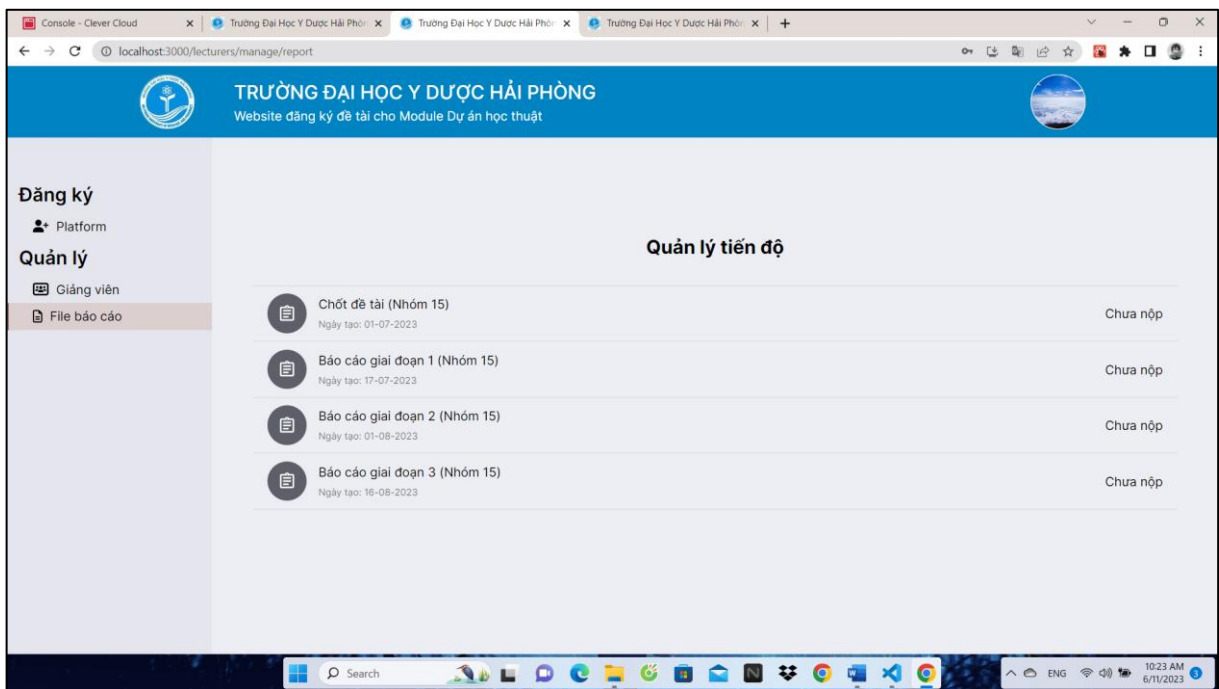 Console - Clever Cloud
Trường Đại Học Y Dược Hải Phòn
Trường Đại Học Y Dược Hải Phòn
Trường Đại Học Y Dược Hải Phòn
localhost:3000/lecturers/manage/report
TRƯỜNG ĐẠI HỌC Y DƯỢC HẢI PHÒNG
Website đăng ký đề tài cho Module Dự án học thuật
Đăng ký
Platform
Quản lý
Giảng viên
File báo cáo
Quản lý tiến độ
Chốt đề tài (Nhóm 15)
Chưa nộp
Ngày tạo: 01-07-2023
Báo cáo giai đoạn 1 (Nhóm 15)
Chưa nộp
Ngày tạo: 17-07-2023
Báo cáo giai đoạn 2 (Nhóm 15)
Chưa nộp
Ngày tạo: 01-08-2023
Báo cáo giai đoạn 3 (Nhóm 15)
Chưa nộp
Ngày tạo: 16-08-2023
Search
ENG
10:23 AM
6/11/2023
3